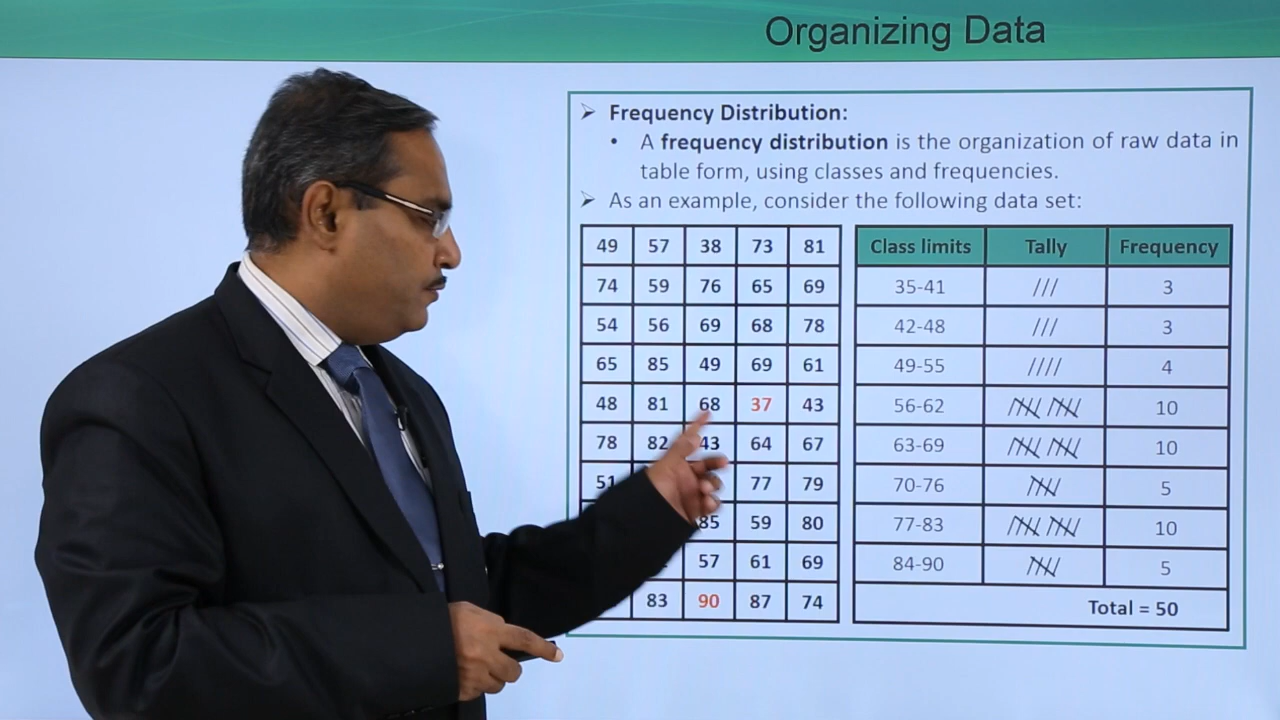 Organizing Data
➢ Frequency Distribution:
• A frequency distribution is the organization of raw data in
table form, using classes and frequencies.
➢ As an example, consider the following data set:
49 57 38 73 81
74 59 76 65 69
54 56 69 68 78
65 85 49 69 61
48 81 68 37 43
78 82 43 64 67
77 79
85 59 80
57 61 69
83 90 87 74
Class limits Tally Frequency
35-41 /// 3
42-48 /// 3
49-55 //// 4
56-62 10
63-69 10
70-76 5
77-83 10
84-90 5
Total = 50